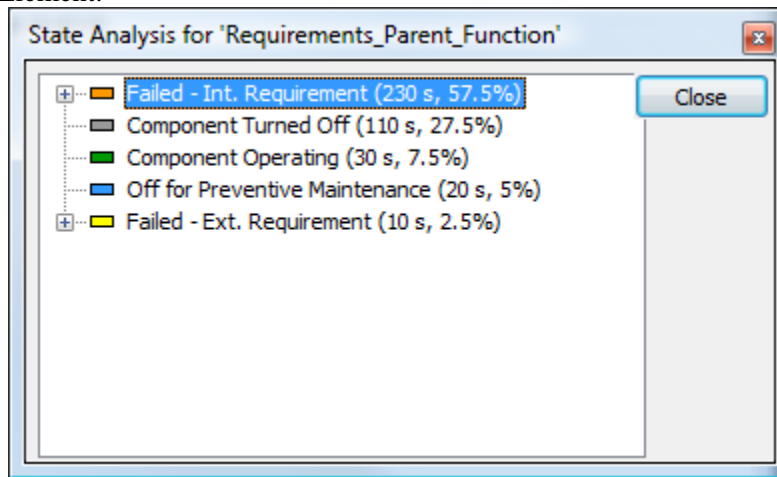 Element.
State Analysis for 'Requirements_Parent_Function'
Failed - Int. Requirement (230 s, 57.5%)
Close
Component Turned Off (110 s, 27.5%)
Component Operating (30 s, 7.5%)
Off for Preventive Maintenance (20 s, 5%)
Failed - Ext. Requirement (10 s, 2.5%)